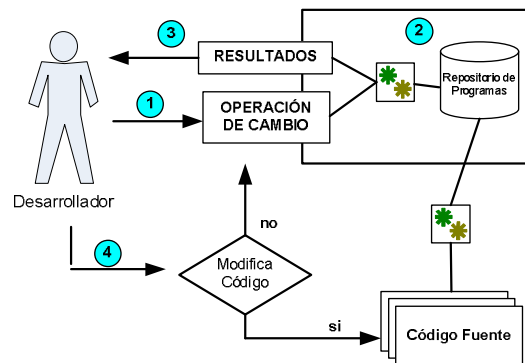 3
RESULTADOS
2
Repositorio de
Programas
1
OPERACIÓN
DE CAMBIO
Desarrollador
4
no
Modifica
Código
si
Código Fuente